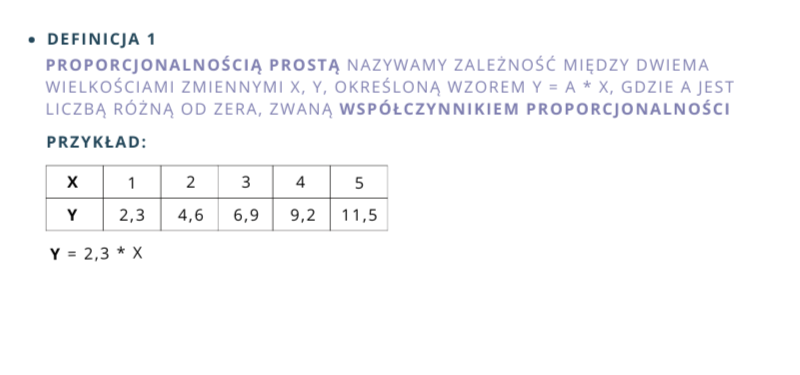 • DEFINICJA 1
PROPORCJONALNOŚCIĄ PROSTĄ NAZYWAMY ZALEŻNOŚĆ MIĘDZY DWIEMA
WIELKOŚCIAMI ZMIENNYMI X, Y, OKREŚLONĄ WZOREM Y = A * X, GDZIE A JEST
LICZBĄ RÓŻNĄ OD ZERA, ZWANĄ WSPÓŁCZYNNIKIEM PROPORCJONALNOŚCI
PRZYKŁAD:
X 1 2 3 4 5
Y 2,3 4,6 6,9 9,2 11,5
Y = 2,3 * X